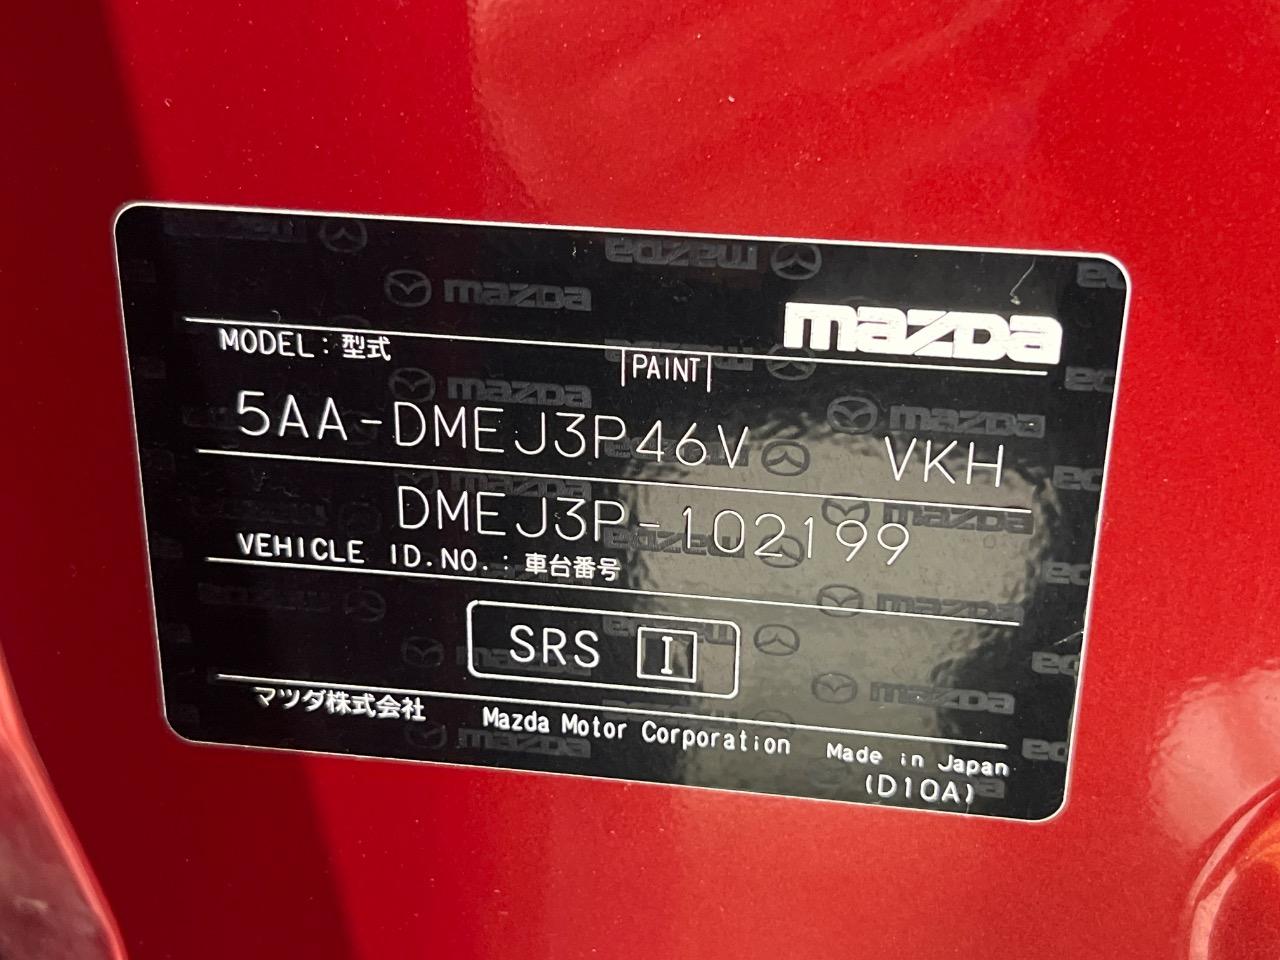 mazda
MODEL：型式
PAINT
5AA-DMEJ3P46V VKH
DMEJ3P-102199
VEHICLE ID.NO.：車台番号
SRS I
マツダ株式会社 Mazda Motor Corporation Made in Japan
(D10A)